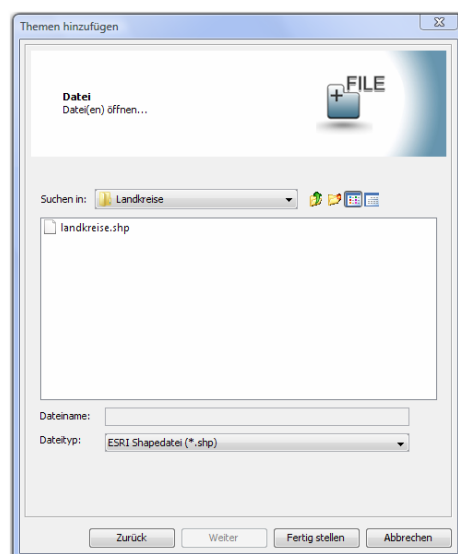 Themen hinzufügen
FILE
Datei
Datei(en) öffnen...
Suchen in: Landkreise
landkreise.shp
Dateiname:
Dateityp: ESRI Shapedatei (*.shp)
Zurück Weiter Fertig stellen Abbrechen